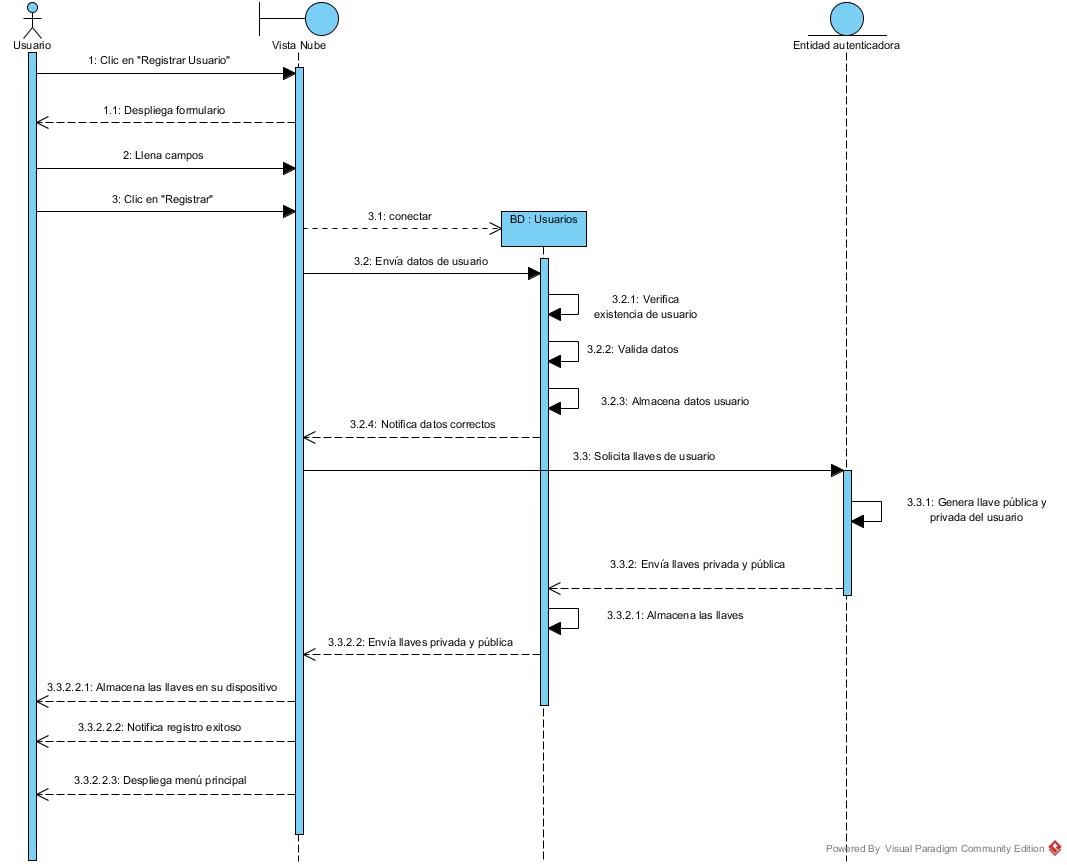 Usuario
Vista Nube
Entidad autenticadora
1: Clic en "Registrar Usuario"
1.1: Despliega formulario
2: Llena campos
3: Clic en "Registrar"
3.1: conectar
BD : Usuarios
3.2: Envía datos de usuario
3.2.1: Verifica
existencia de usuario
3.2.2: Valida datos
3.2.3: Almacena datos usuario
3.2.4: Notifica datos correctos
3.3: Solicita llaves de usuario
3.3.1: Genera llave pública y
privada del usuario
3.3.2: Envía llaves privada y pública
3.3.2.1: Almacena las llaves
3.3.2.2: Envía llaves privada y pública
3.3.2.2.1: Almacena las llaves en su dispositivo
3.3.2.2.2: Notifica registro exitoso
3.3.2.2.3: Despliega menú principal
Powered By Visual Paradigm Community Edition